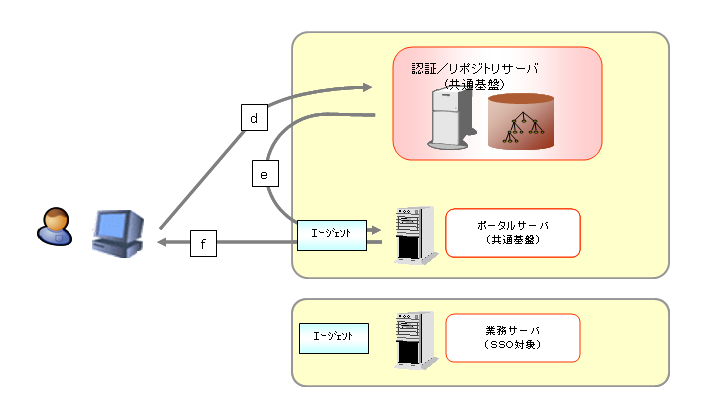 認証／リポジトリサーバ
（共通基盤）
d
e
エージェント
ポータルサーバ
（共通基盤）
f
エージェント
業務サーバ
（ＳＳＯ対象）